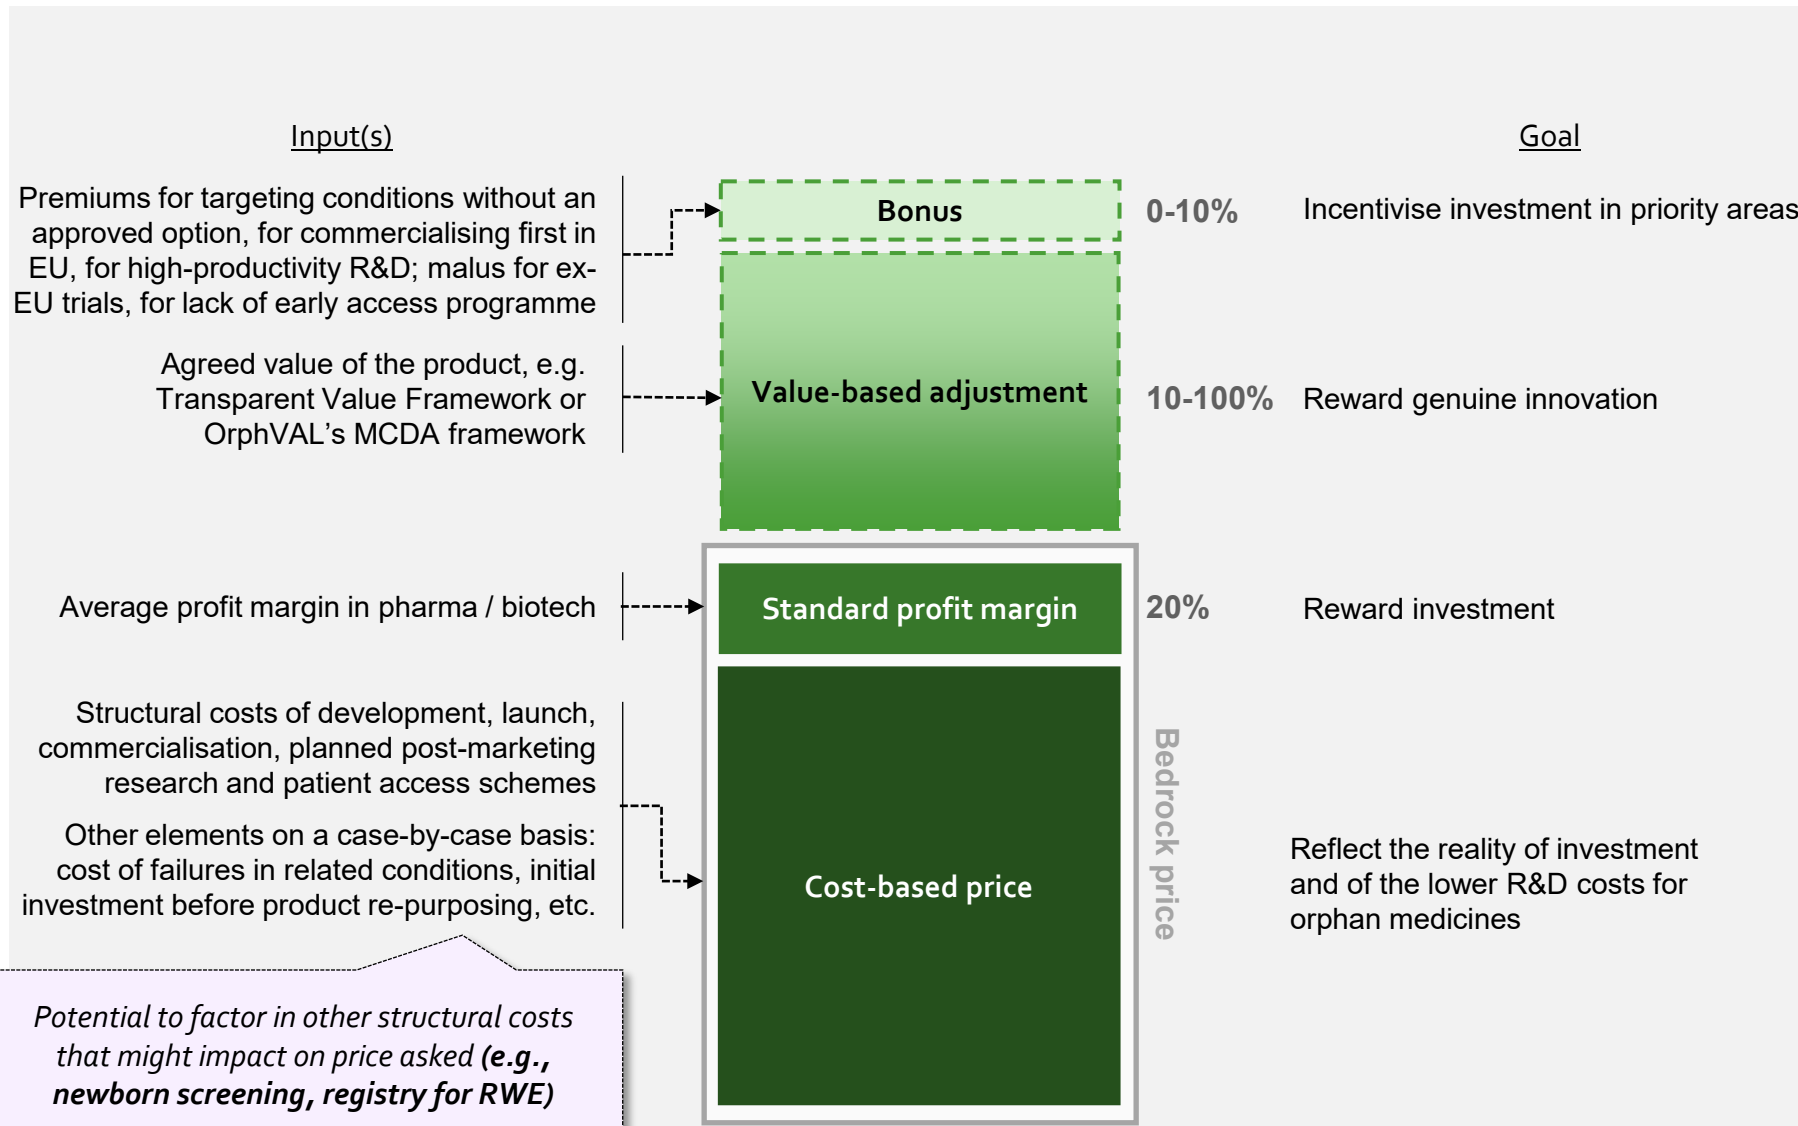 Input(s)
Goal
Premiums for targeting conditions without an
approved option, for commercialising first in
EU, for high-productivity R&D; malus for ex-
EU trials, for lack of early access programme
Bonus
0-10%
Incentivise investment in priority areas
Agreed value of the product, e.g.
Transparent Value Framework or
OrphVAL’s MCDA framework
Value-based adjustment
10-100%
Reward genuine innovation
Average profit margin in pharma / biotech
Standard profit margin
20%
Reward investment
Structural costs of development, launch,
commercialisation, planned post-marketing
research and patient access schemes
Other elements on a case-by-case basis:
cost of failures in related conditions, initial
investment before product re-purposing, etc.
Cost-based price
Bedrock price
Reflect the reality of investment
and of the lower R&D costs for
orphan medicines
Potential to factor in other structural costs
that might impact on price asked (e.g.,
newborn screening, registry for RWE)